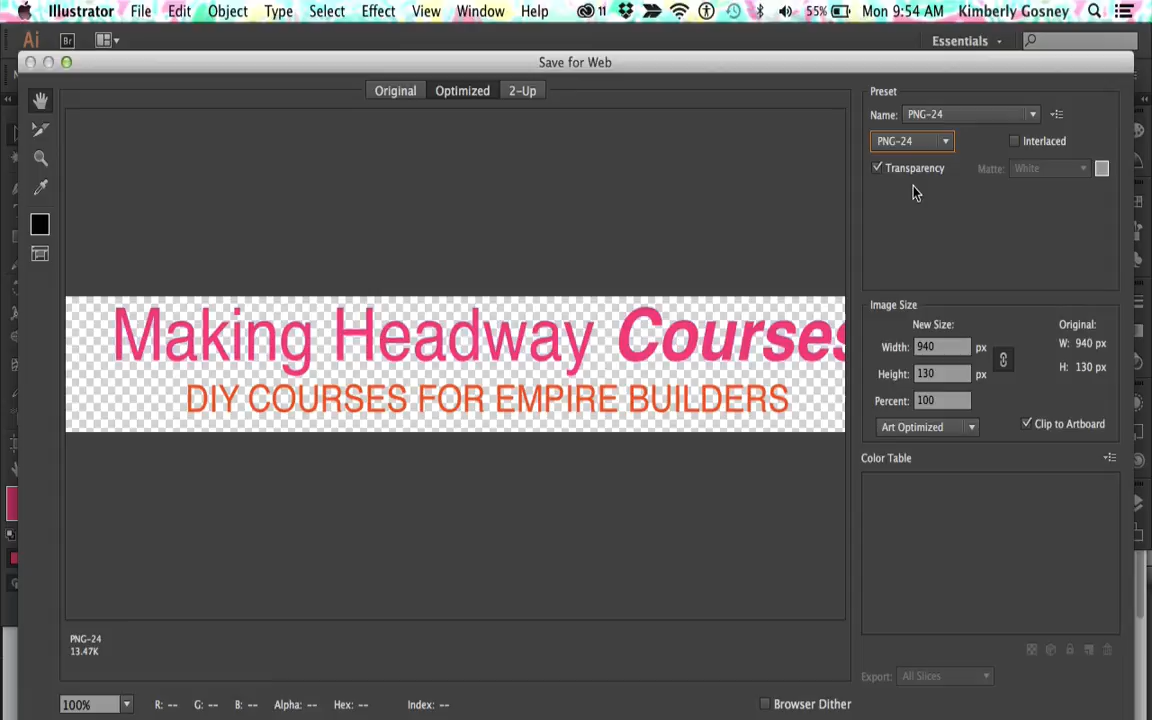 Illustrator File Edit Object Type Select Effect View Window Help 11 55% Mon 9:54 AM Kimberly Gosney
Ai Br Essentials
Save for Web
Original Optimized 2-Up
Preset
Name: PNG-24
PNG-24 Interlaced
Transparency Matte: White
Making Headway Courses
DIY COURSES FOR EMPIRE BUILDERS
Image Size
New Size: Original:
Width: 940 px W: 940 px
Height: 130 px H: 130 px
Percent: 100
Art Optimized Clip to Artboard
Color Table
PNG-24
13.47K
Export: All Slices
100% R: -- G: -- B: -- Alpha: -- Hex: -- Index: -- Browser Dither